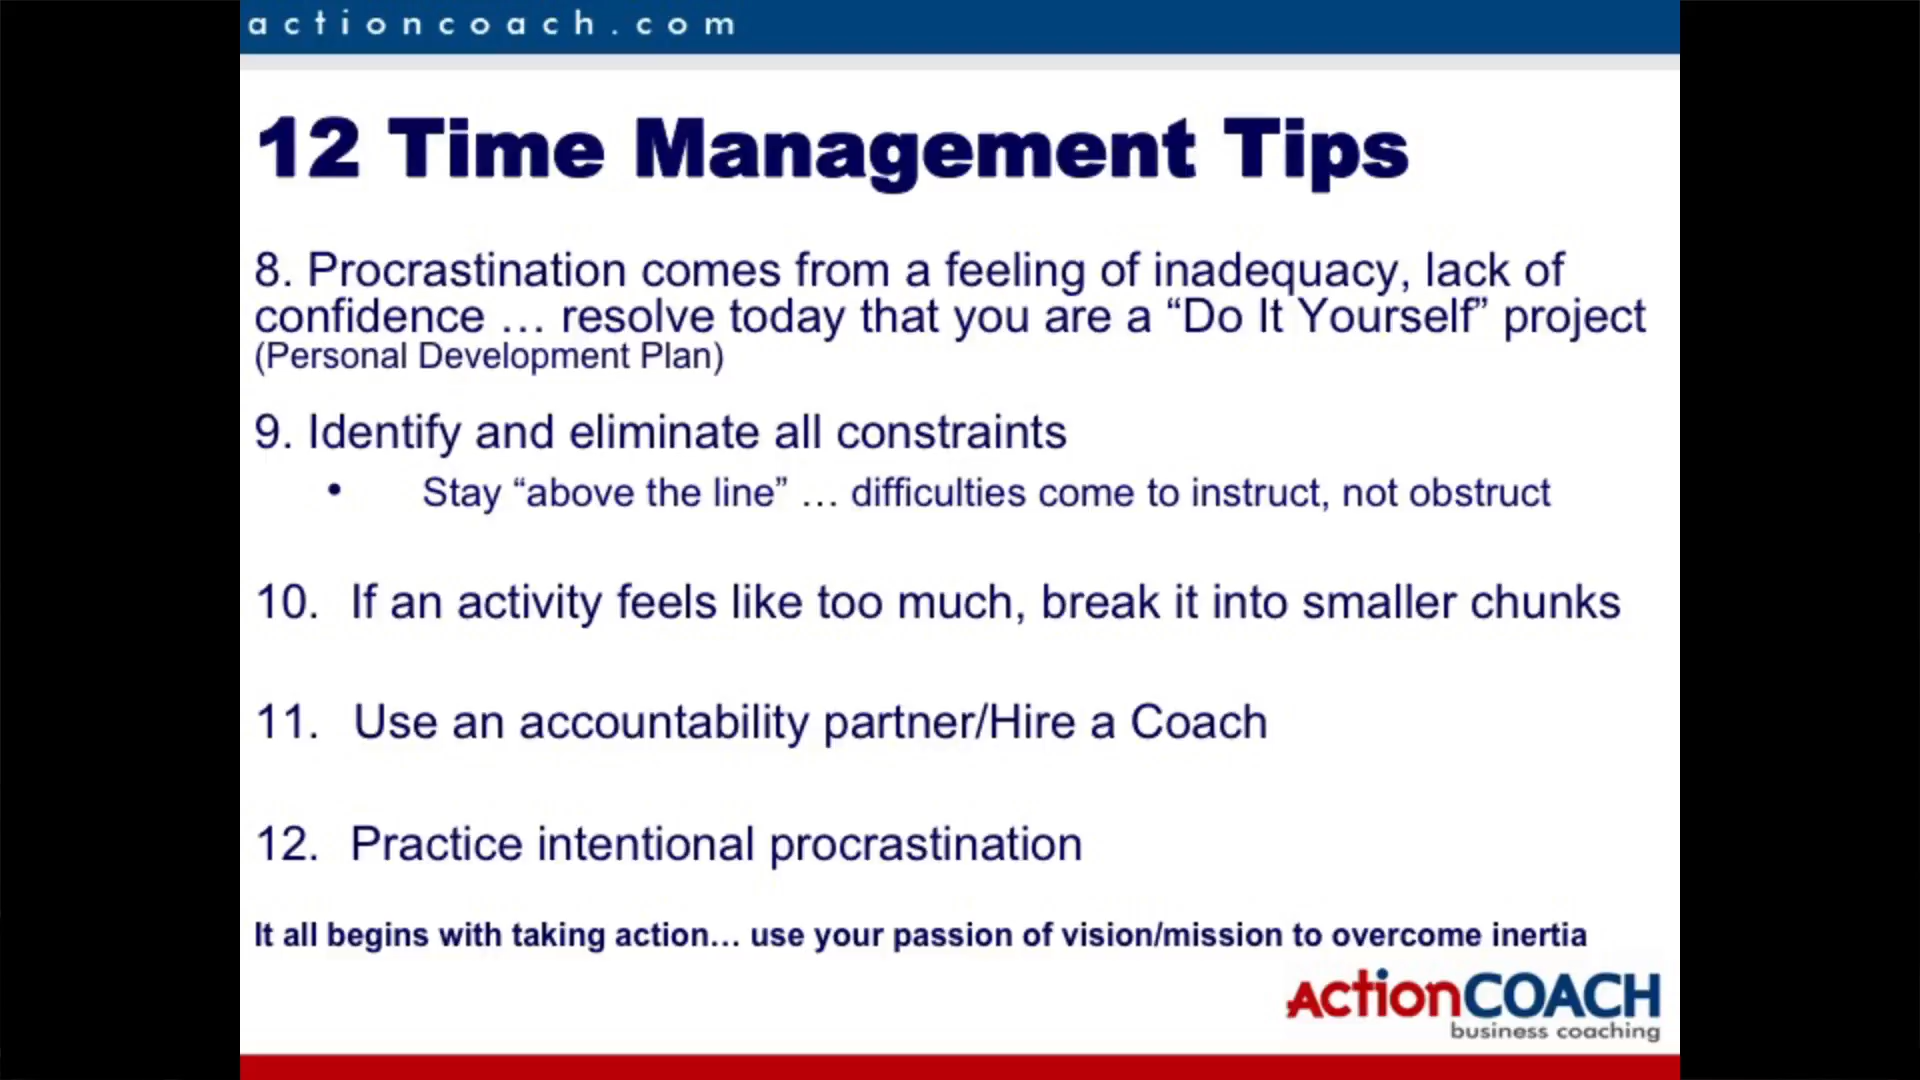 actioncoach.com
12 Time Management Tips
8. Procrastination comes from a feeling of inadequacy, lack of
confidence … resolve today that you are a “Do It Yourself” project
(Personal Development Plan)
9. Identify and eliminate all constraints
• Stay “above the line” … difficulties come to instruct, not obstruct
10. If an activity feels like too much, break it into smaller chunks
11. Use an accountability partner/Hire a Coach
12. Practice intentional procrastination
It all begins with taking action… use your passion of vision/mission to overcome inertia
ActionCOACH
business coaching